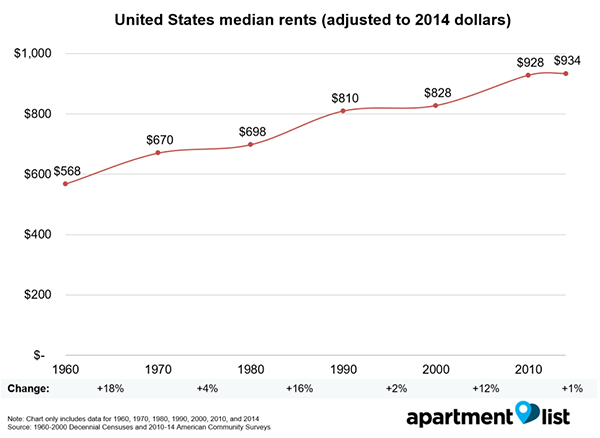 United States median rents (adjusted to 2014 dollars)
$1,000
$928 $934
$810 $828
$800
$670 $698
$600 $568
$400
$200
$-
1960 1970 1980 1990 2000 2010
Change: +18% +4% +16% +2% +12% +1%
Note: Chart only includes data for 1960, 1970, 1980, 1990, 2000, 2010, and 2014
Source: 1960-2000 Decennial Censuses and 2010-14 American Community Surveys
apartment list